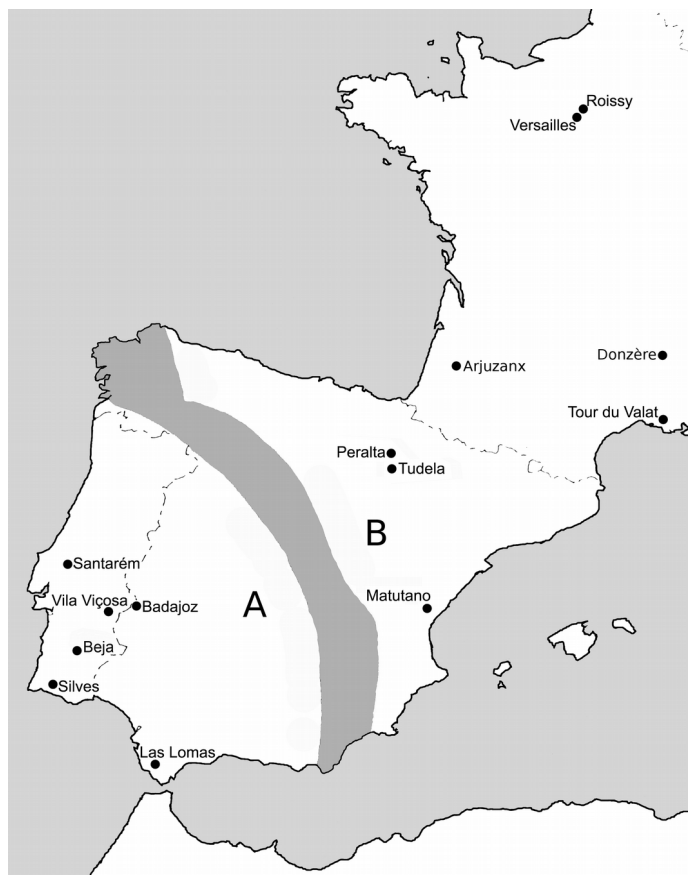 Roissy
Versailles
Donzère
Arjuzanx
Tour du Valat
Peralta
Tudela
B
Santarém
Vila Viçosa
Badajoz
A
Matutano
Beja
Silves
Las Lomas